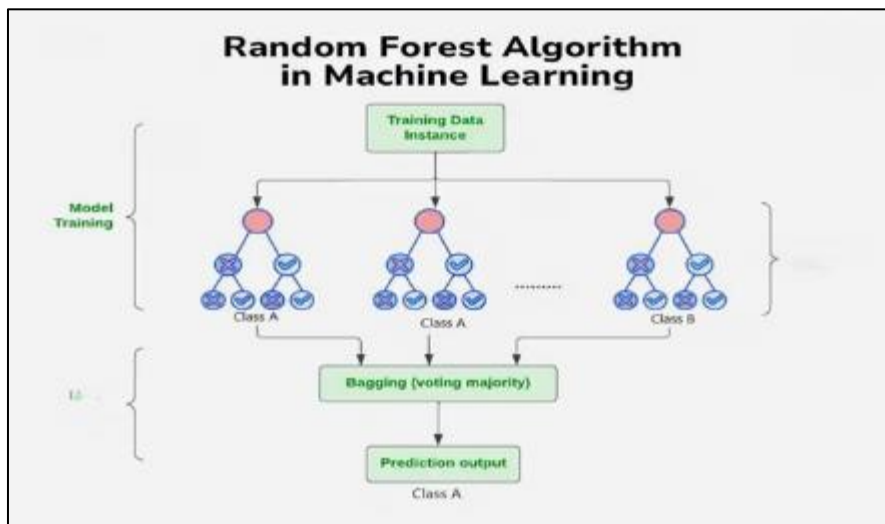 Random Forest Algorithm
in Machine Learning
Training Data
Instance
Model
Training
Class A
Class A
.........
Class B
Bagging (voting majority)
Prediction output
Class A